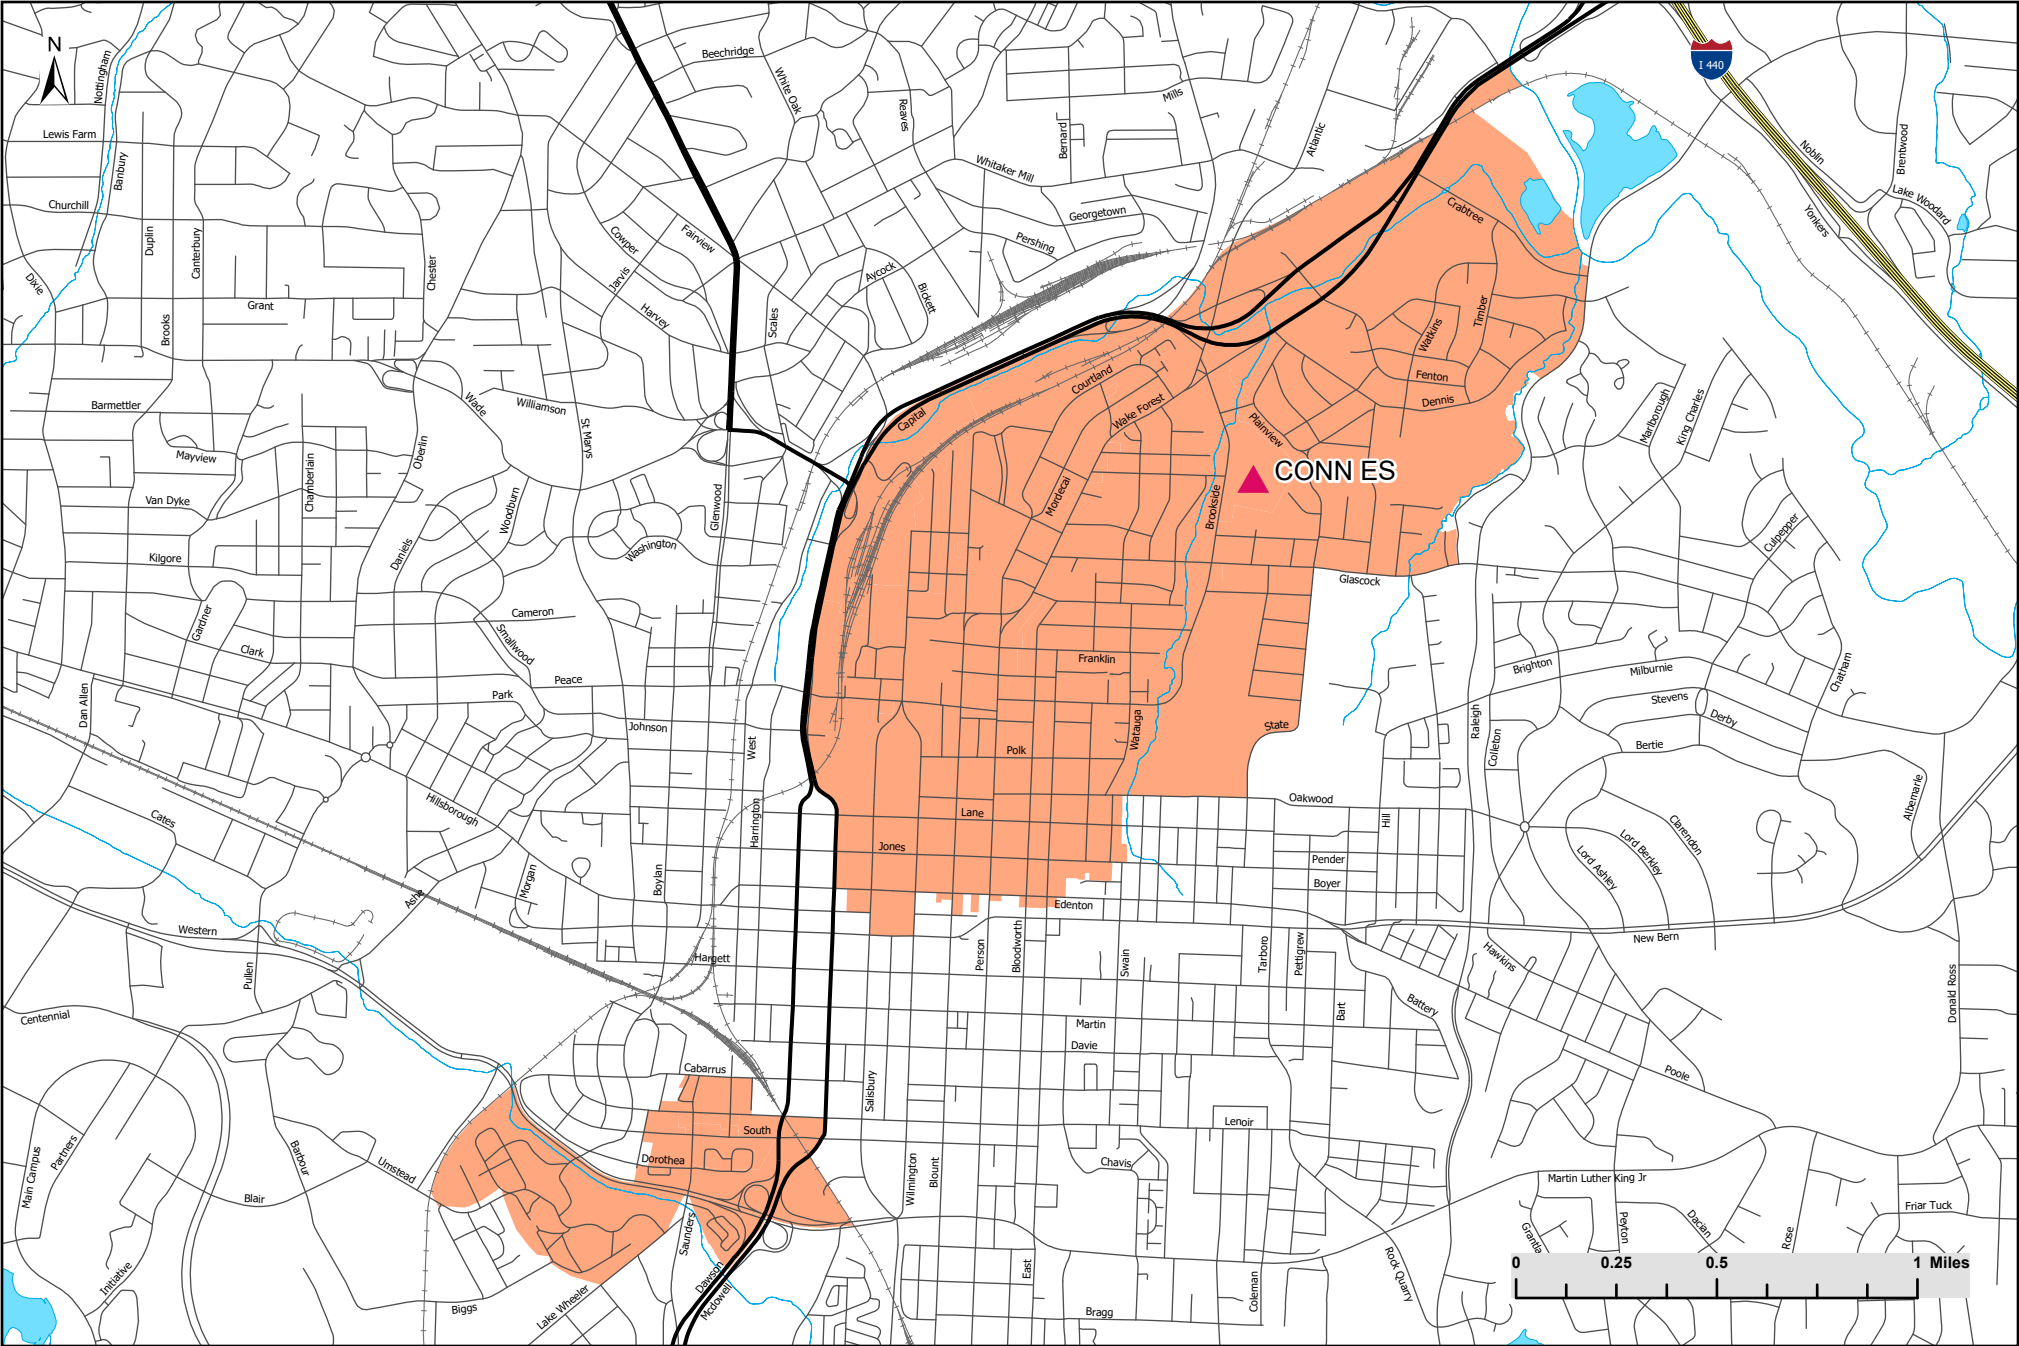 N
Nottingham
Beechridge
White Oak
Reaves
Mills
Bernard
Atlantic
I 440
Lewis Farm
Banbury
Whitaker Mill
Noblin
Brentwood
Lake Woodard
Yonkers
Churchill
Duplin
Canterbury
Cowper
Fairview
Georgetown
Pershing
Crabtree
Dixie
Chester
Jarvis
Aycock
Bickett
Grant
Brooks
Harvey
Scales
Timber
Watkins
Courtland
Fenton
Dennis
Barmettler
Wade
Williamson
St Marys
Capital
Wake Forest
Plainview
Marlborough
King Charles
Mayview
Oberlin
Chamberlain
CONN ES
Van Dyke
Woodburn
Glenwood
Mordecai
Brookside
Culpepper
Kilgore
Daniels
Washington
Glascock
Gardner
Cameron
Smallwood
Clark
Franklin
Brighton
Milburnie
Chatham
Peace
Park
Dan Allen
Johnson
West
Watauga
State
Raleigh
Colleton
Stevens
Derby
Bertie
Polk
Hillsborough
Cates
Harrington
Lane
Oakwood
Hill
Albemarle
Clarendon
Lord Berkley
Lord Ashley
Jones
Pender
Boyer
Morgan
Boylan
Ashe
Edenton
Western
Hargett
Person
Bloodworth
Swain
Tarboro
Pettigrew
New Bern
Hawkins
Pullen
Centennial
Martin
Davie
Bart
Battery
Donald Ross
Cabarrus
Salisbury
Poole
South
Lenoir
Dorothea
Main Campus
Partners
Barbour
Umstead
Blair
Wilmington
Blount
Chavis
Martin Luther King Jr
Friar Tuck
Saunders
Peyton
Dacian
Rose
Grantla
Rock Quarry
Initiative
Biggs
Lake Wheeler
Dawson
Mcdowell
East
Bragg
Coleman
0 0.25 0.5 1 Miles